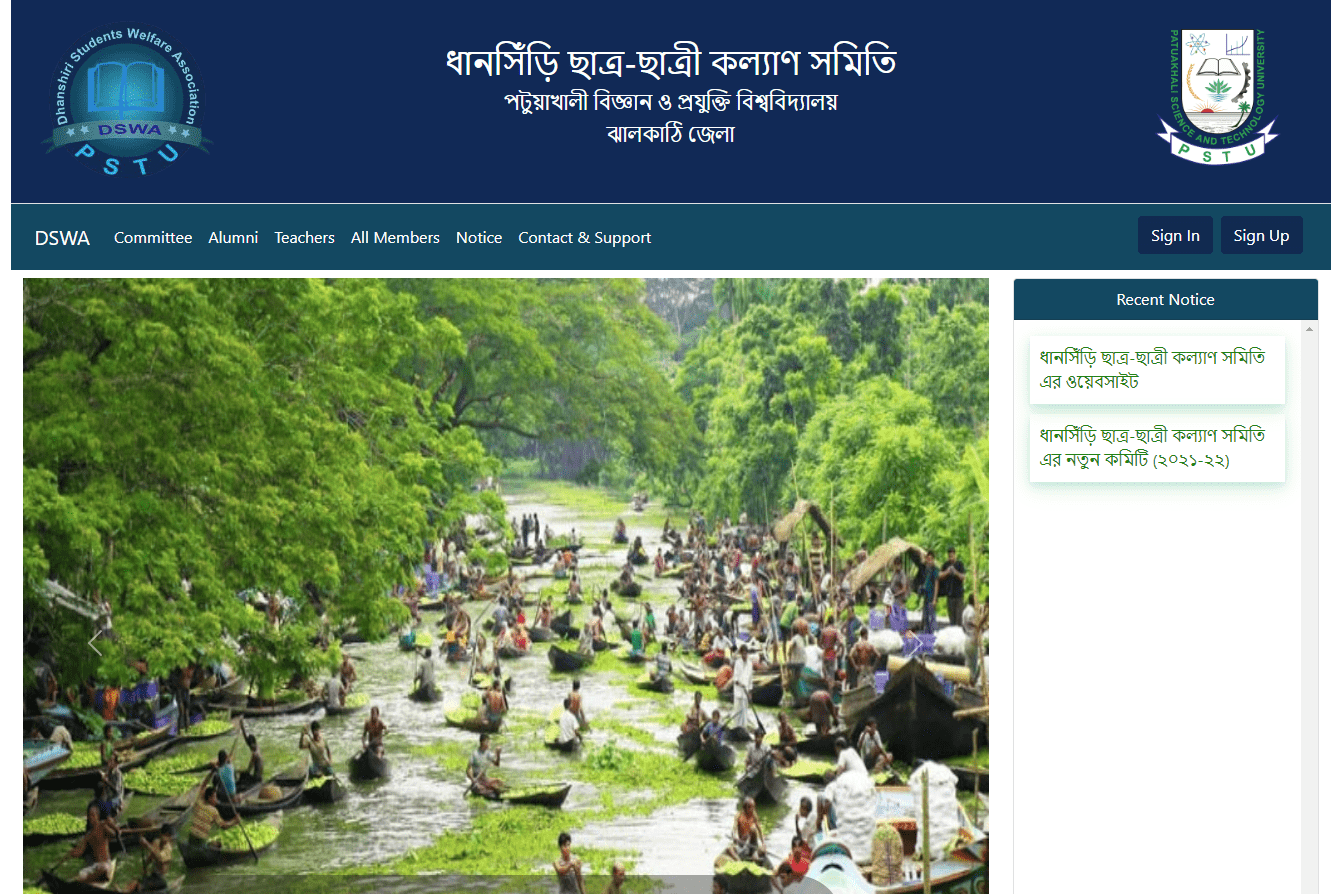 Dhanshiri Students Welfare Association
DSWA
PSTU
ধানসিঁড়ি ছাত্র-ছাত্রী কল্যাণ সমিতি
পটুয়াখালী বিজ্ঞান ও প্রযুক্তি বিশ্ববিদ্যালয়
ঝালকাঠি জেলা
PATUAKHALI SCIENCE AND TECHNOLOGY UNIVERSITY
PSTU
DSWA Committee Alumni Teachers All Members Notice Contact & Support Sign In Sign Up
Recent Notice
ধানসিঁড়ি ছাত্র-ছাত্রী কল্যাণ সমিতি
এর ওয়েবসাইট
ধানসিঁড়ি ছাত্র-ছাত্রী কল্যাণ সমিতি
এর নতুন কমিটি (২০২১-২২)